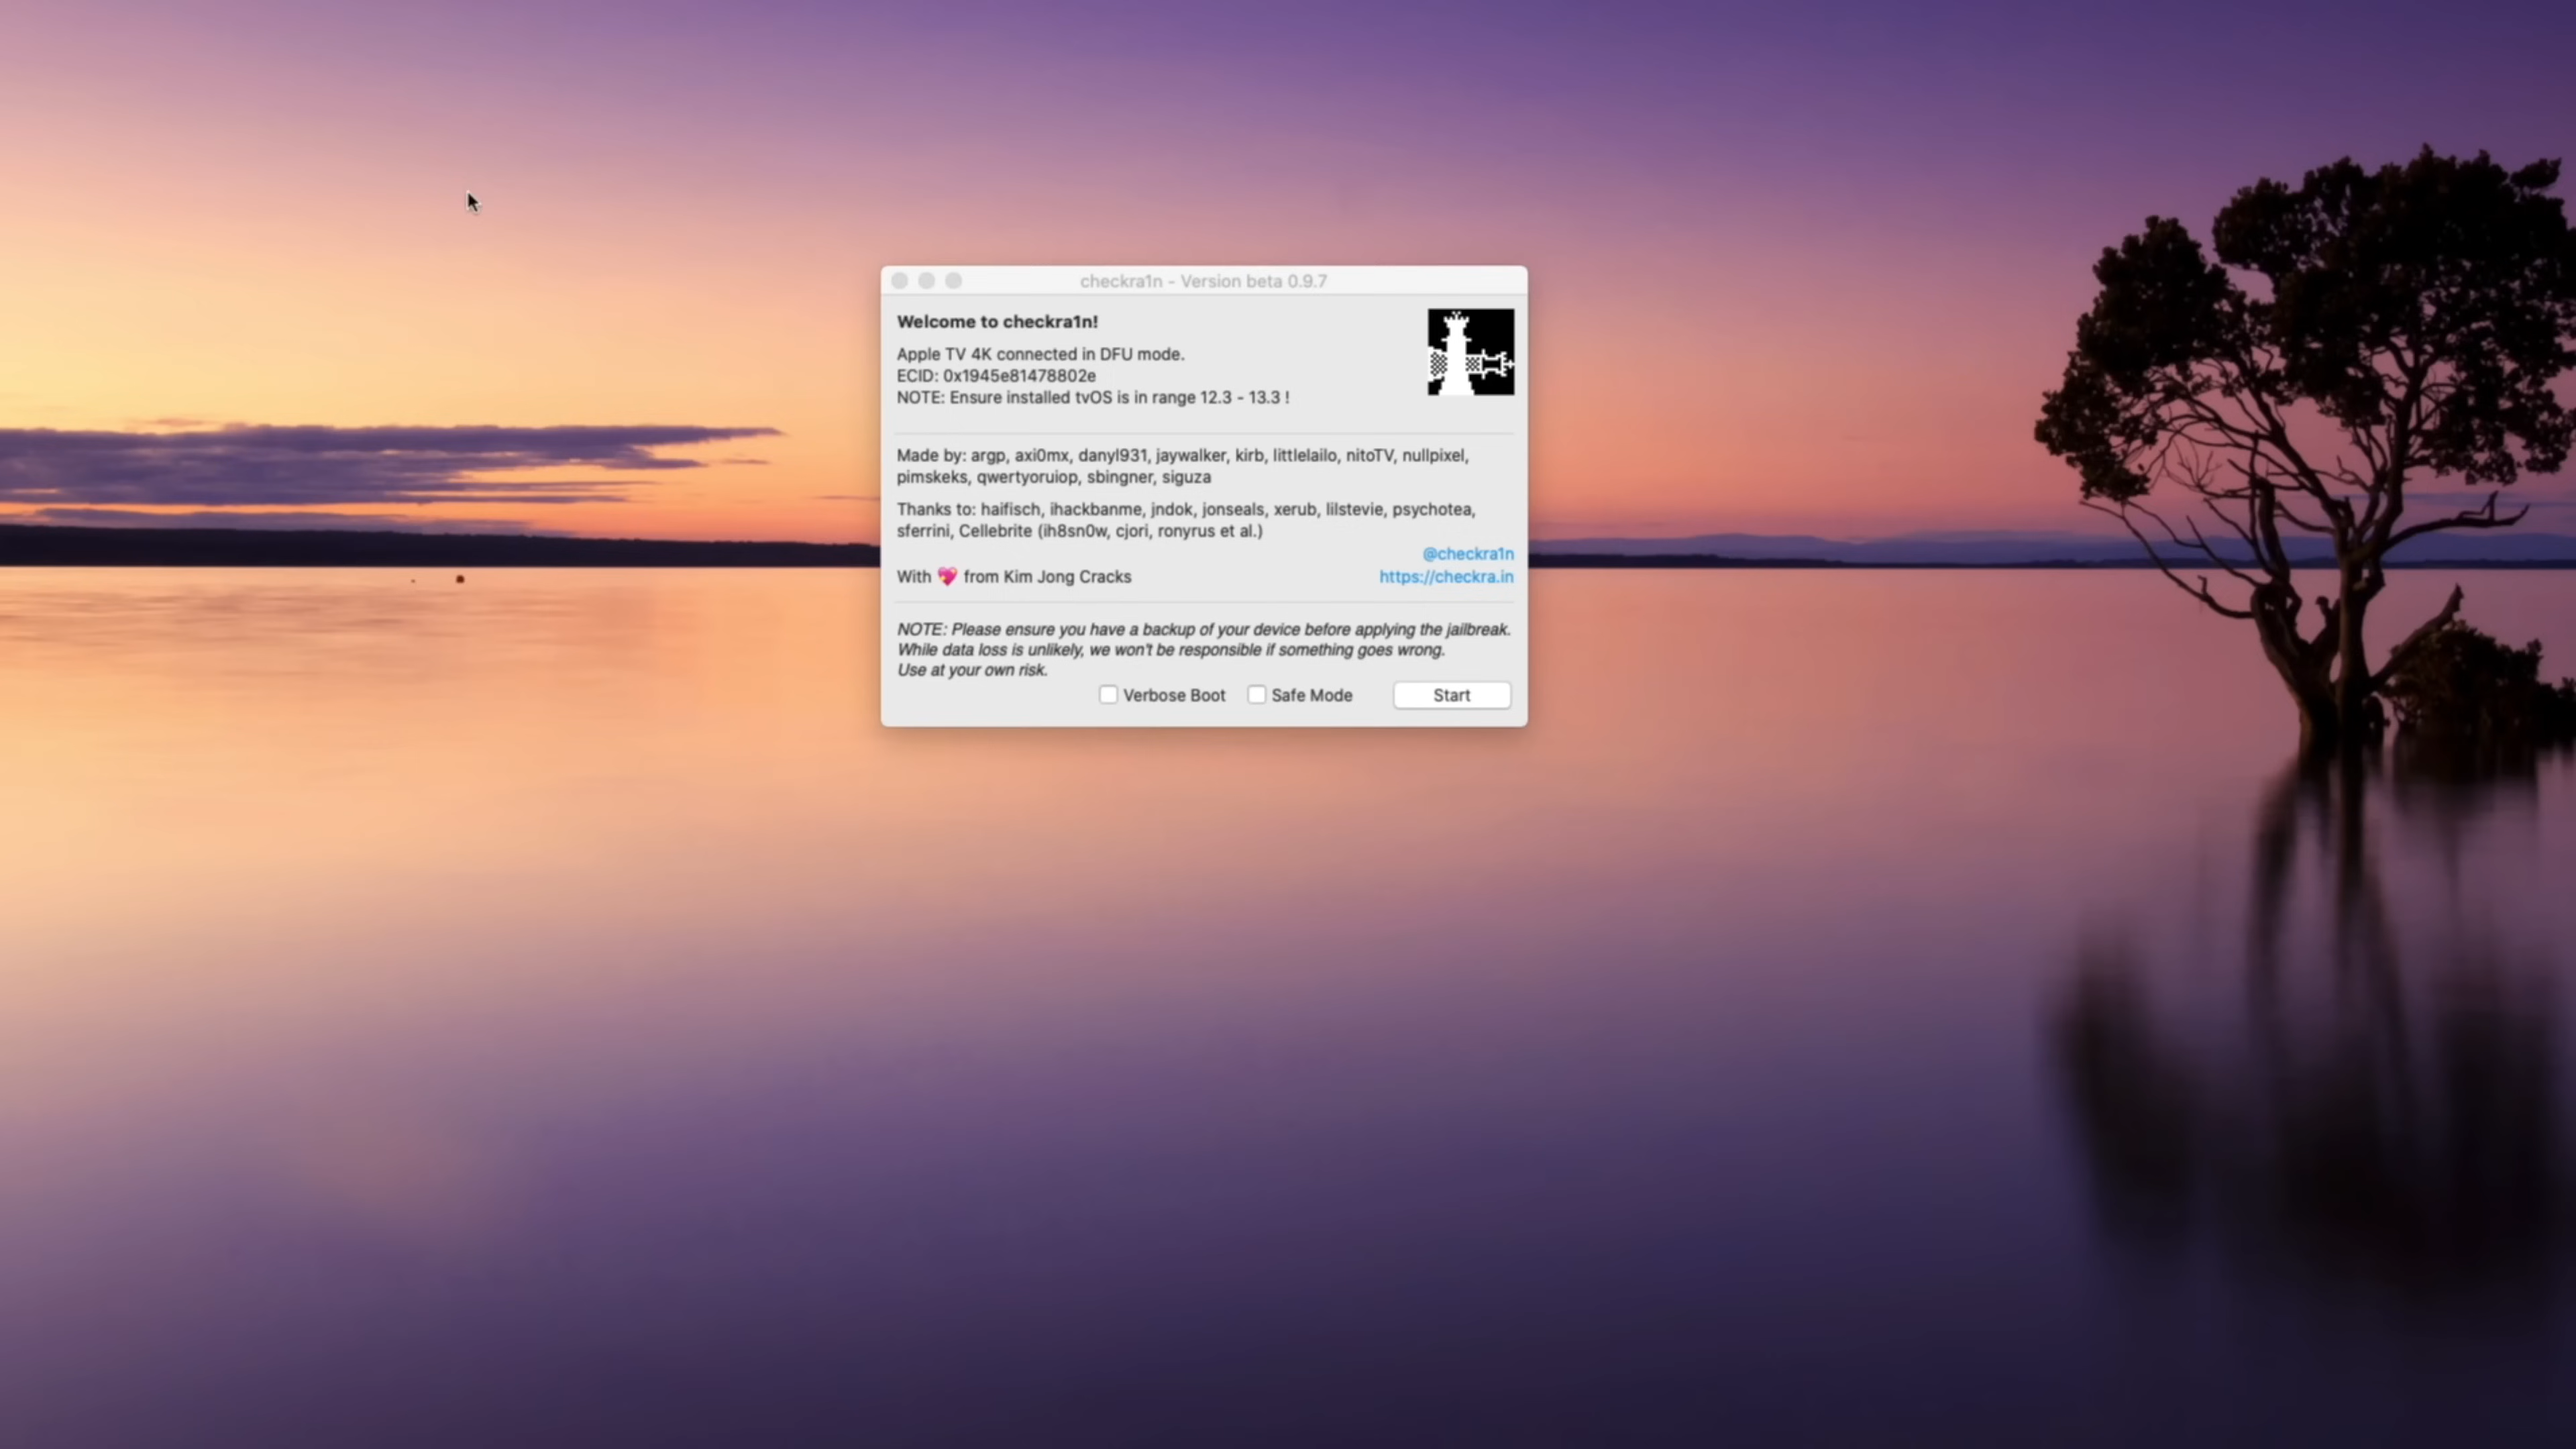 checkra1n - Version beta 0.9.7
Welcome to checkra1n!
Apple TV 4K connected in DFU mode.
ECID: 0x1945e81478802e
NOTE: Ensure installed tvOS is in range 12.3 - 13.3 !
Made by: argp, axi0mx, danyl931, jaywalker, kirb, littlelailo, nitoTV, nullpixel,
pimskeks, qwertyoruiop, sbingner, siguza
Thanks to: haifisch, ihackbanme, jndok, jonseals, xerub, lilstevie, psychotea,
sferrini, Cellebrite (ih8sn0w, cjori, ronyrus et al.)
@checkra1n
With 💖 from Kim Jong Cracks https://checkra.in
NOTE: Please ensure you have a backup of your device before applying the jailbreak.
While data loss is unlikely, we won't be responsible if something goes wrong.
Use at your own risk.
Verbose Boot Safe Mode Start